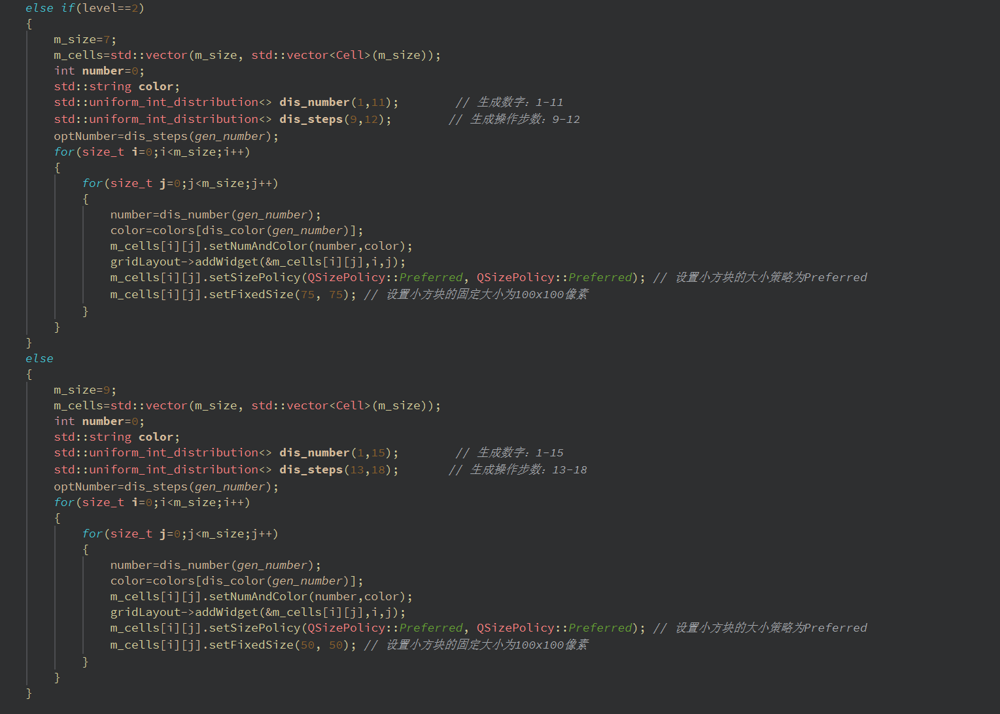 else if(level==2)
{
m_size=7;
m_cells=std::vector(m_size, std::vector<Cell>(m_size));
int number=0;
std::string color;
std::uniform_int_distribution<> dis_number(1,11);        // 生成数字：1-11
std::uniform_int_distribution<> dis_steps(9,12);        // 生成操作步数：9-12
optNumber=dis_steps(gen_number);
for(size_t i=0;i<m_size;i++)
{
for(size_t j=0;j<m_size;j++)
{
number=dis_number(gen_number);
color=colors[dis_color(gen_number)];
m_cells[i][j].setNumAndColor(number,color);
gridLayout->addWidget(&m_cells[i][j],i,j);
m_cells[i][j].setSizePolicy(QSizePolicy::Preferred, QSizePolicy::Preferred); // 设置小方块的大小策略为Preferred
m_cells[i][j].setFixedSize(75, 75); // 设置小方块的固定大小为100x100像素
}
}
}
else
{
m_size=9;
m_cells=std::vector(m_size, std::vector<Cell>(m_size));
int number=0;
std::string color;
std::uniform_int_distribution<> dis_number(1,15);        // 生成数字：1-15
std::uniform_int_distribution<> dis_steps(13,18);       // 生成操作步数：13-18
optNumber=dis_steps(gen_number);
for(size_t i=0;i<m_size;i++)
{
for(size_t j=0;j<m_size;j++)
{
number=dis_number(gen_number);
color=colors[dis_color(gen_number)];
m_cells[i][j].setNumAndColor(number,color);
gridLayout->addWidget(&m_cells[i][j],i,j);
m_cells[i][j].setSizePolicy(QSizePolicy::Preferred, QSizePolicy::Preferred); // 设置小方块的大小策略为Preferred
m_cells[i][j].setFixedSize(50, 50); // 设置小方块的固定大小为100x100像素
}
}
}